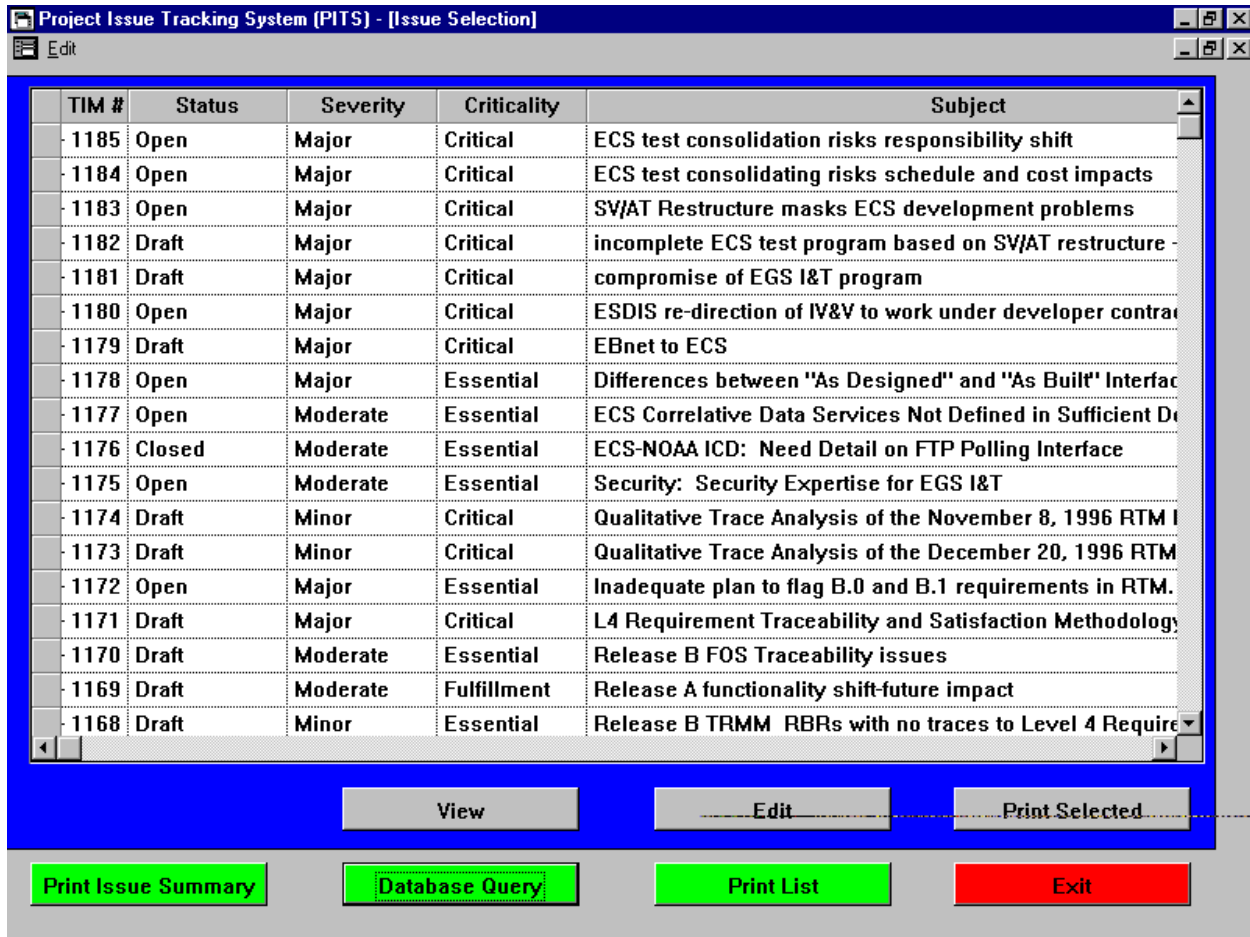 Project Issue Tracking System (PITS) - [Issue Selection]
Edit
TIM # Status Severity Criticality Subject
1185 Open Major Critical ECS test consolidation risks responsibility shift
1184 Open Major Critical ECS test consolidating risks schedule and cost impacts
1183 Open Major Critical SV/AT Restructure masks ECS development problems
1182 Draft Major Critical incomplete ECS test program based on SV/AT restructure -
1181 Draft Major Critical compromise of EGS I&T program
1180 Open Major Critical ESDIS re-direction of IV&V to work under developer
1179 Draft Major Critical EBnet to ECS
1178 Open Major Essential Differences between "As Designed" and "As Built"
1177 Open Moderate Essential ECS Correlative Data Services Not Defined in Sufficient
1176 Closed Moderate Essential ECS-NOAA ICD: Need Detail on FTP Polling Interface
1175 Open Moderate Essential Security: Security Expertise for EGS I&T
1174 Draft Minor Critical Qualitative Trace Analysis of the November 8, 1996 RTM
1173 Draft Minor Critical Qualitative Trace Analysis of the December 20, 1996 RTM
1172 Open Major Essential Inadequate plan to flag B.0 and B.1 requirements in RTM.
1171 Draft Major Critical L4 Requirement Traceability and Satisfaction Methodology
1170 Draft Moderate Essential Release B FOS Traceability issues
1169 Draft Moderate Fulfillment Release A functionality shift-future impact
1168 Draft Minor Essential Release B TRMM RBRs with no traces to Level 4
View Edit Print Selected
Print Issue Summary Database Query Print List Exit